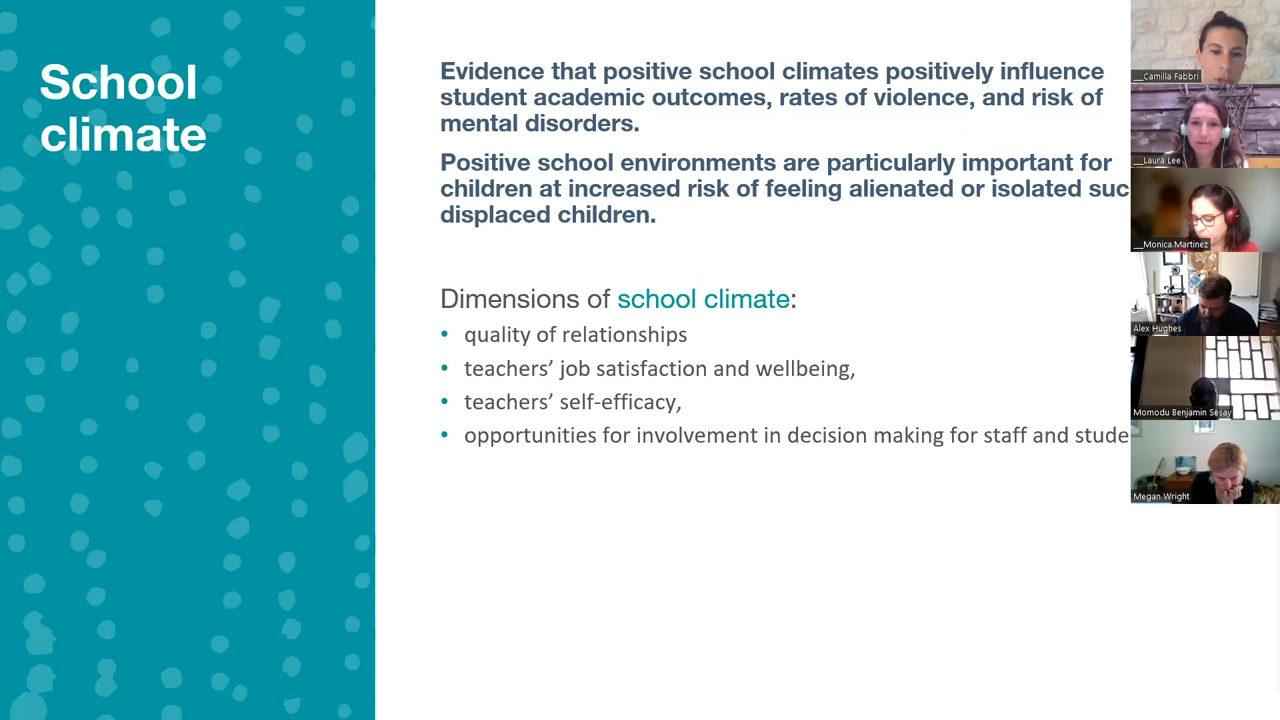 School
climate
Evidence that positive school climates positively influence
student academic outcomes, rates of violence, and risk of
mental disorders.
Positive school environments are particularly important for
children at increased risk of feeling alienated or isolated suc
displaced children.
Dimensions of school climate:
• quality of relationships
• teachers’ job satisfaction and wellbeing,
• teachers’ self-efficacy,
• opportunities for involvement in decision making for staff and stude
__Camilla Fabbri
__Laura Lee
__Monica.Martinez
Alex Hughes
Momodu Benjamin Sesay
Megan Wright